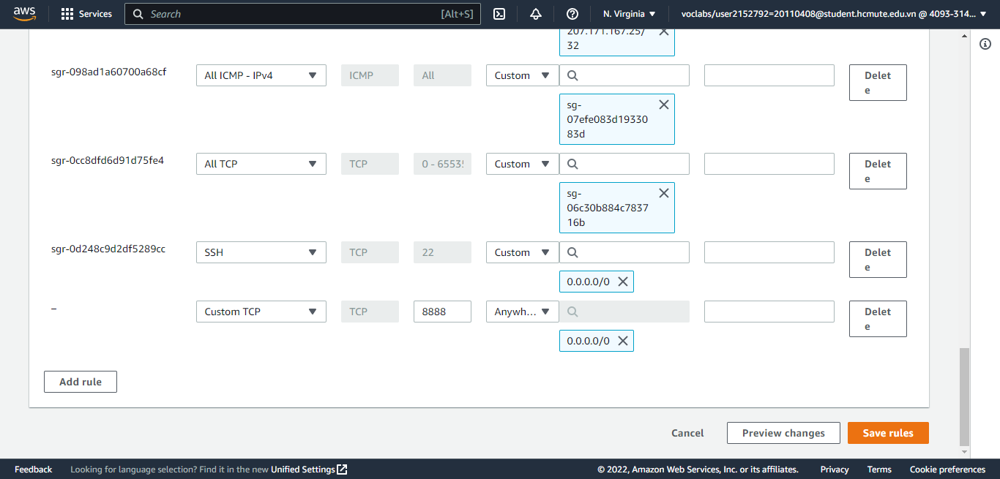 aws
Services
Search
[Alt+S]
N. Virginia
voclabs/user2152792=20110408@student.hcmute.edu.vn @ 4093-314...
207.171.167.25/
32
sgr-098ad1a60700a68cf
All ICMP - IPv4
ICMP
All
Custom
Delet
e
sg-
07efe083d19330
83d
sgr-0cc8dfd6d91d75fe4
All TCP
TCP
0 - 65535
Custom
Delet
e
sg-
06c30b884c7837
16b
sgr-0d248c9d2df5289cc
SSH
TCP
22
Custom
Delet
e
0.0.0.0/0
–
Custom TCP
TCP
8888
Anywh...
Delet
e
0.0.0.0/0
Add rule
Cancel
Preview changes
Save rules
Feedback
Looking for language selection? Find it in the new Unified Settings
© 2022, Amazon Web Services, Inc. or its affiliates.
Privacy
Terms
Cookie preferences